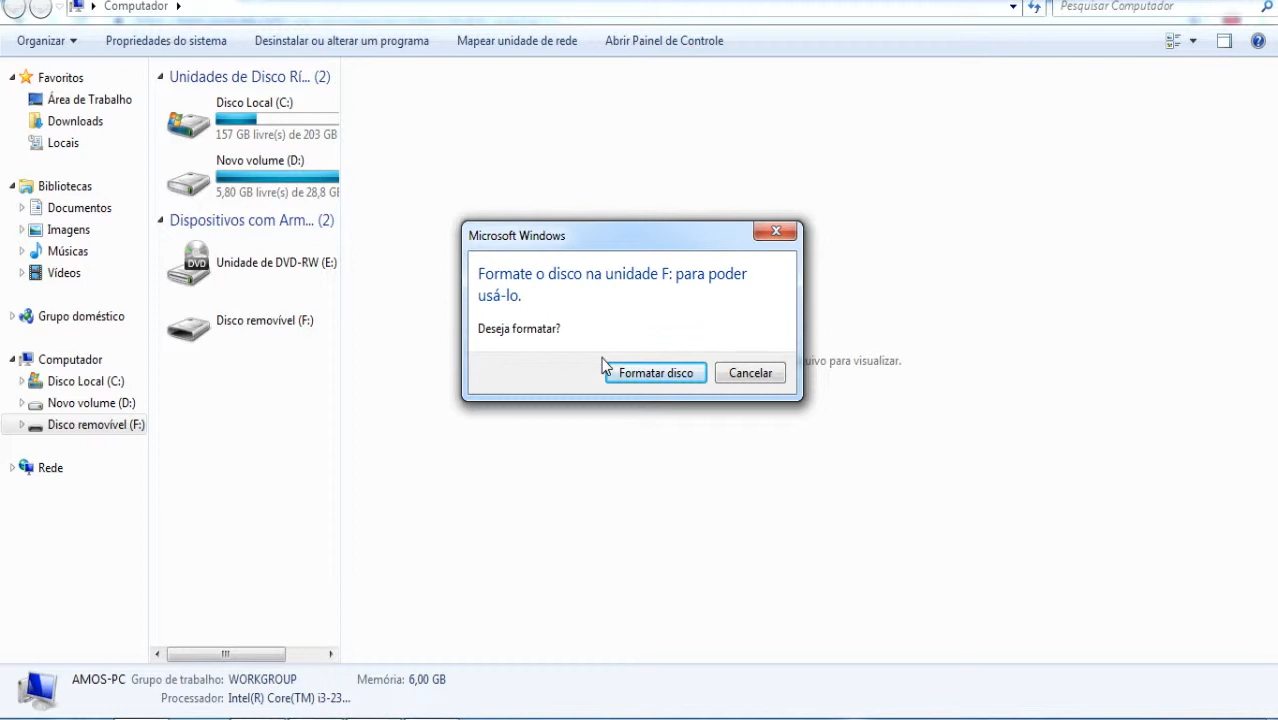 Computador
Pesquisar Computador
Organizar Propriedades do sistema Desinstalar ou alterar um programa Mapear unidade de rede Abrir Painel de Controle
Favoritos
Área de Trabalho
Downloads
Locais
Bibliotecas
Documentos
Imagens
Músicas
Vídeos
Grupo doméstico
Computador
Disco Local (C:)
Novo volume (D:)
Disco removível (F:)
Rede
Unidades de Disco Rí... (2)
Disco Local (C:)
157 GB livre(s) de 203 GB
Novo volume (D:)
5,80 GB livre(s) de 28,8 G
Dispositivos com Arm... (2)
DVD
Unidade de DVD-RW (E:)
Disco removível (F:)
Microsoft Windows
Formate o disco na unidade F: para poder
usá-lo.
Deseja formatar?
Formatar disco Cancelar
para visualizar.
AMOS-PC Grupo de trabalho: WORKGROUP Memória: 6,00 GB
Processador: Intel(R) Core(TM) i3-23...